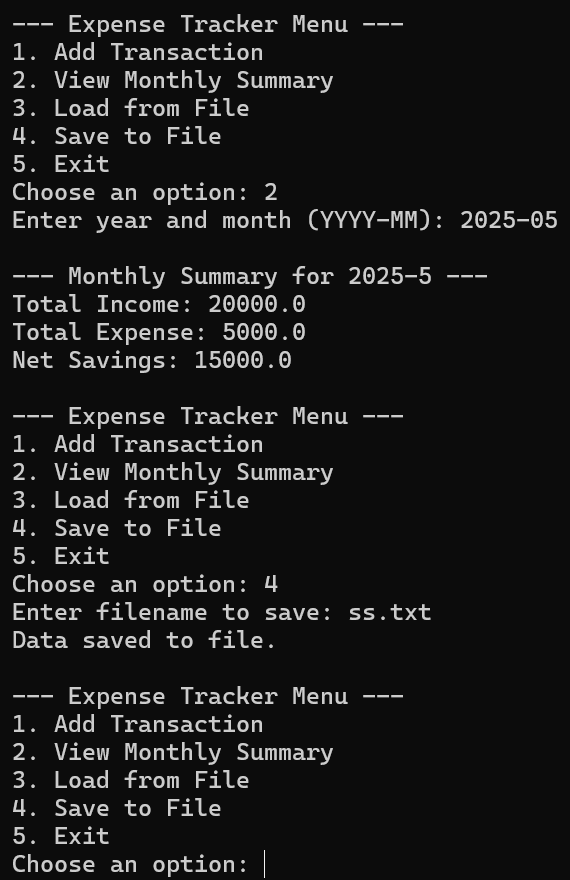 --- Expense Tracker Menu ---
1. Add Transaction
2. View Monthly Summary
3. Load from File
4. Save to File
5. Exit
Choose an option: 2
Enter year and month (YYYY-MM): 2025-05
--- Monthly Summary for 2025-5 ---
Total Income: 20000.0
Total Expense: 5000.0
Net Savings: 15000.0
--- Expense Tracker Menu ---
1. Add Transaction
2. View Monthly Summary
3. Load from File
4. Save to File
5. Exit
Choose an option: 4
Enter filename to save: ss.txt
Data saved to file.
--- Expense Tracker Menu ---
1. Add Transaction
2. View Monthly Summary
3. Load from File
4. Save to File
5. Exit
Choose an option: